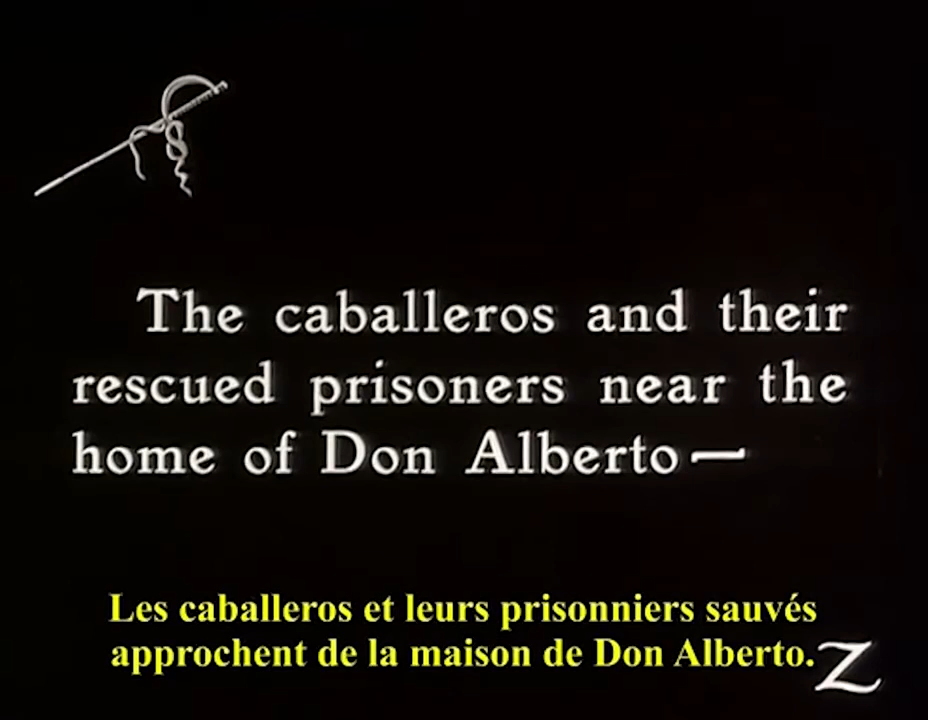 The caballeros and their
rescued prisoners near the
home of Don Alberto—
Les caballeros et leurs prisonniers sauvés
approchent de la maison de Don Alberto.
Z